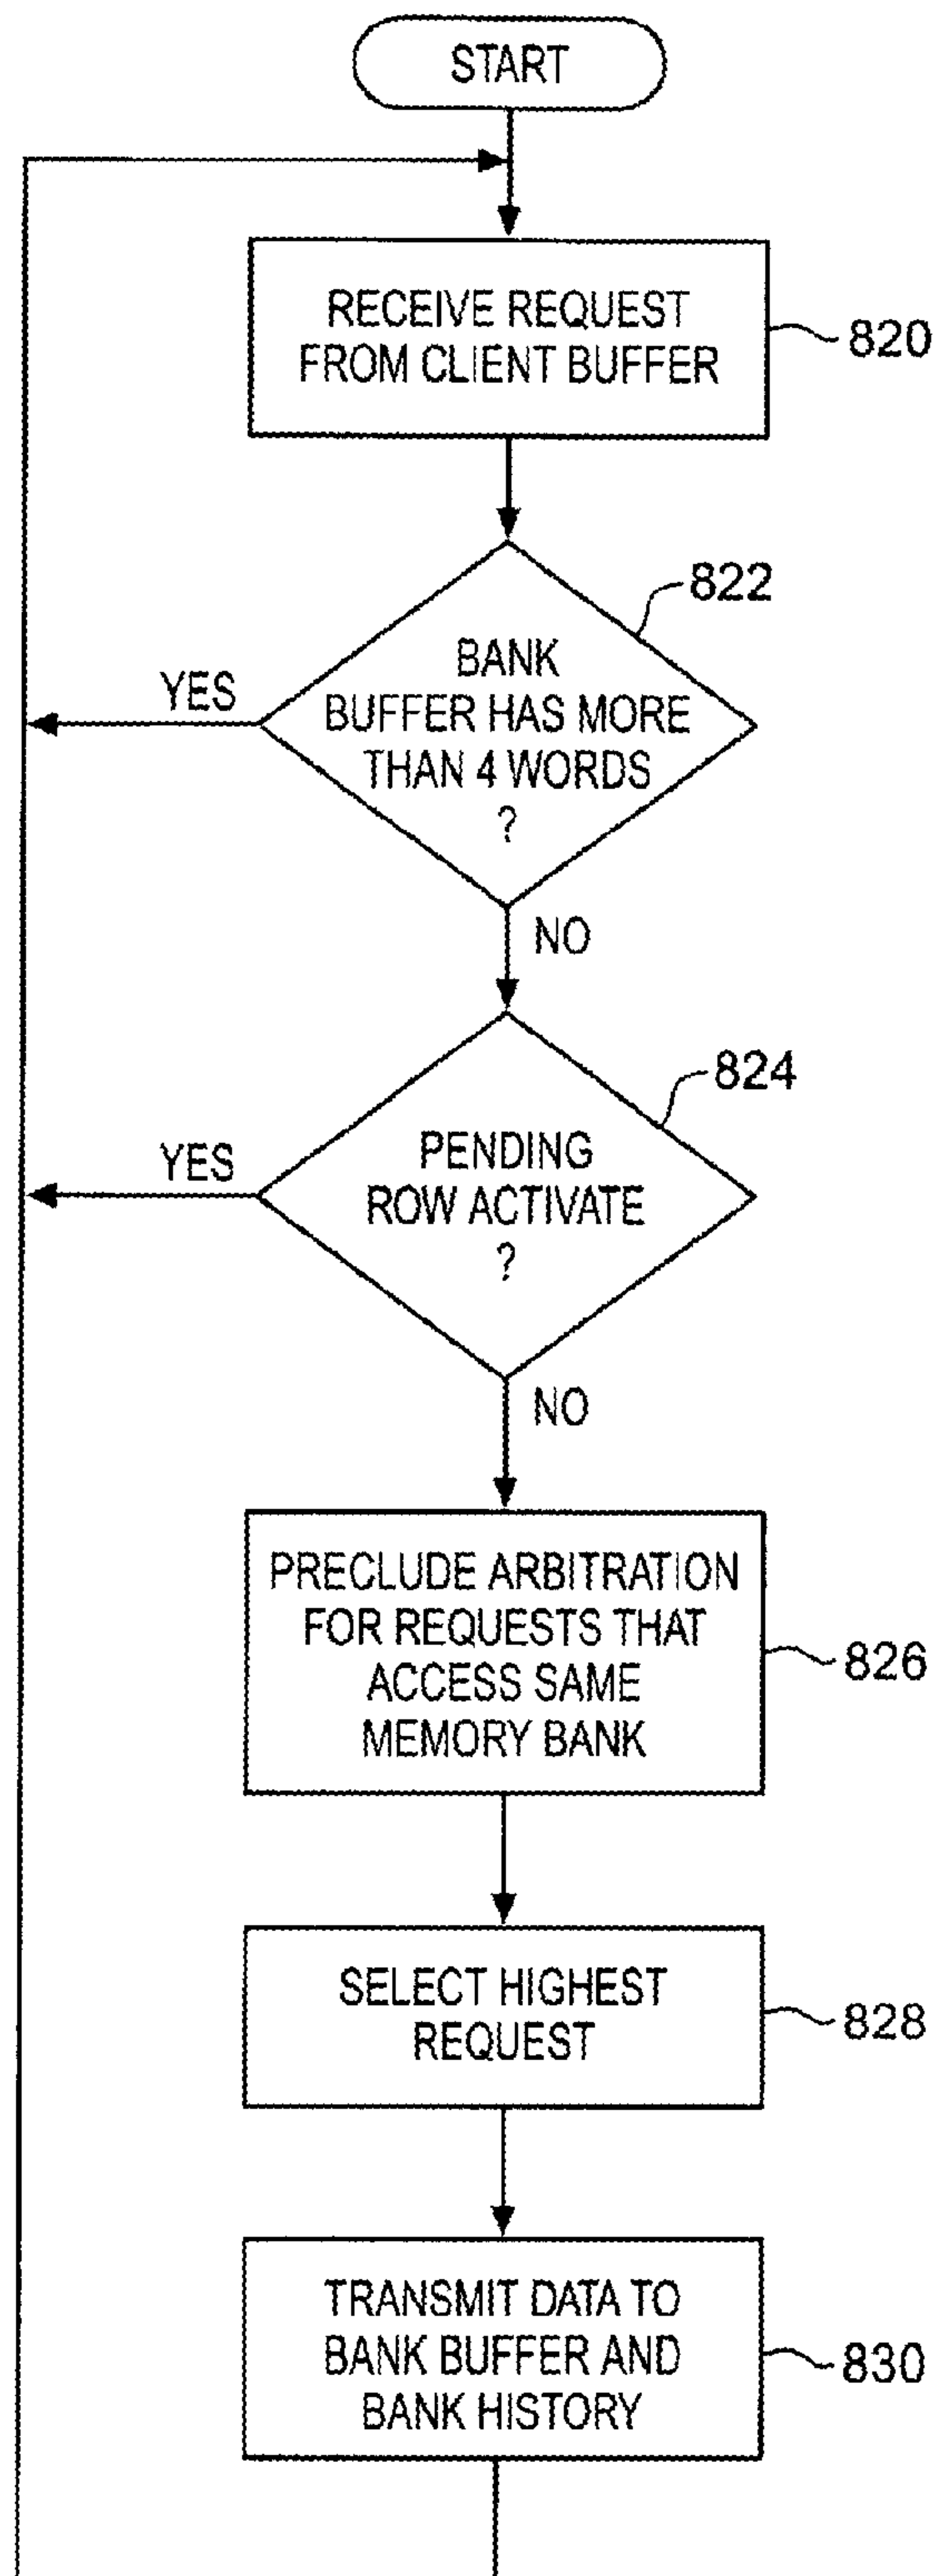 START
RECEIVE REQUEST
FROM CLIENT BUFFER
820
822
BANK
BUFFER HAS MORE
THAN 4 WORDS
?
YES
NO
824
PENDING
ROW ACTIVATE
?
YES
NO
PRECLUDE ARBITRATION
FOR REQUESTS THAT
ACCESS SAME
MEMORY BANK
826
SELECT HIGHEST
REQUEST
828
TRANSMIT DATA TO
BANK BUFFER AND
BANK HISTORY
830